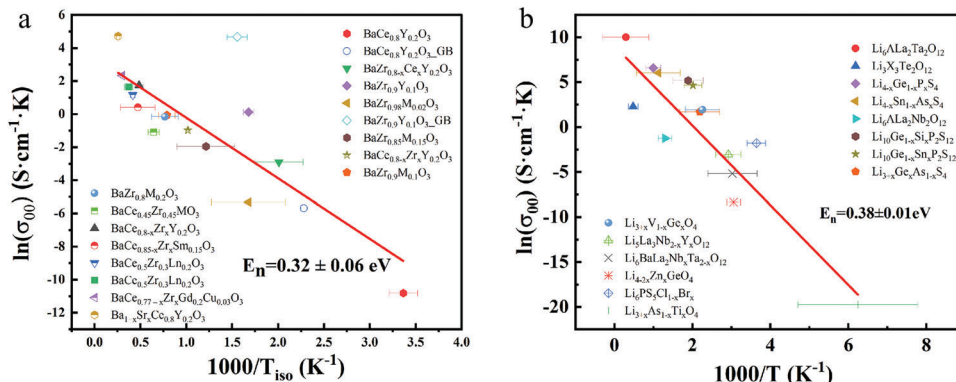 a
ln(σ₀₀) (S·cm⁻¹·K)
6
4
2
0
-2
-4
-6
-8
-10
-12
BaCe₀.₈Y₀.₂O₃
BaCe₀.₈Y₀.₂O₃_GB
BaZr₀.₈₋ₓCeₓY₀.₂O₃
BaZr₀.₉Y₀.₁O₃
BaZr₀.₉₈M₀.₀₂O₃
BaZr₀.₉Y₀.₁O₃_GB
BaZr₀.₈₅M₀.₁₅O₃
BaCe₀.₈₋ₓZrₓY₀.₂O₃
BaZr₀.₉M₀.₁O₃
BaZr₀.₈M₀.₂O₃
BaCe₀.₄₅Zr₀.₄₅MO₃
BaCe₀.₈₋ₓZrₓY₀.₂O₃
BaCe₀.₈₅₋ₓZrₓSm₀.₁₅O₃
BaCe₀.₅Zr₀.₃Ln₀.₂O₃
BaCe₀.₅Zr₀.₃Ln₀.₂O₃
BaCe₀.₇₇₋ₓZrₓGd₀.₂Cu₀.₀₃O₃
Ba₁₋ₓSrₓCe₀.₈Y₀.₂O₃
Eₙ=0.32 ± 0.06 eV
0.0 0.5 1.0 1.5 2.0 2.5 3.0 3.5 4.0
1000/T_iso (K⁻¹)
b
ln(σ₀₀) (S·cm⁻¹·K)
10
5
0
-5
-10
-15
-20
Li₆ALa₂Ta₂O₁₂
Li₃X₃Te₂O₁₂
Li₄₋ₓGe₁₋ₓPₓS₄
Li₄₋ₓSn₁₋ₓAsₓS₄
Li₆ALa₂Nb₂O₁₂
Li₁₀Ge₁₋ₓSiₓP₂S₁₂
Li₁₀Ge₁₋ₓSnₓP₂S₁₂
Li₃₋ₓGeₓAs₁₋ₓS₄
Eₙ=0.38±0.01eV
Li₃₊ₓV₁₋ₓGeₓO₄
Li₅La₃Nb₂₋ₓYₓO₁₂
Li₆BaLa₂NbₓTa₂₋ₓO₁₂
Li₄₋₂ₓZnₓGeO₄
Li₆PS₅Cl₁₋ₓBrₓ
Li₃₊ₓAs₁₋ₓTiₓO₄
0 2 4 6 8
1000/T (K⁻¹)